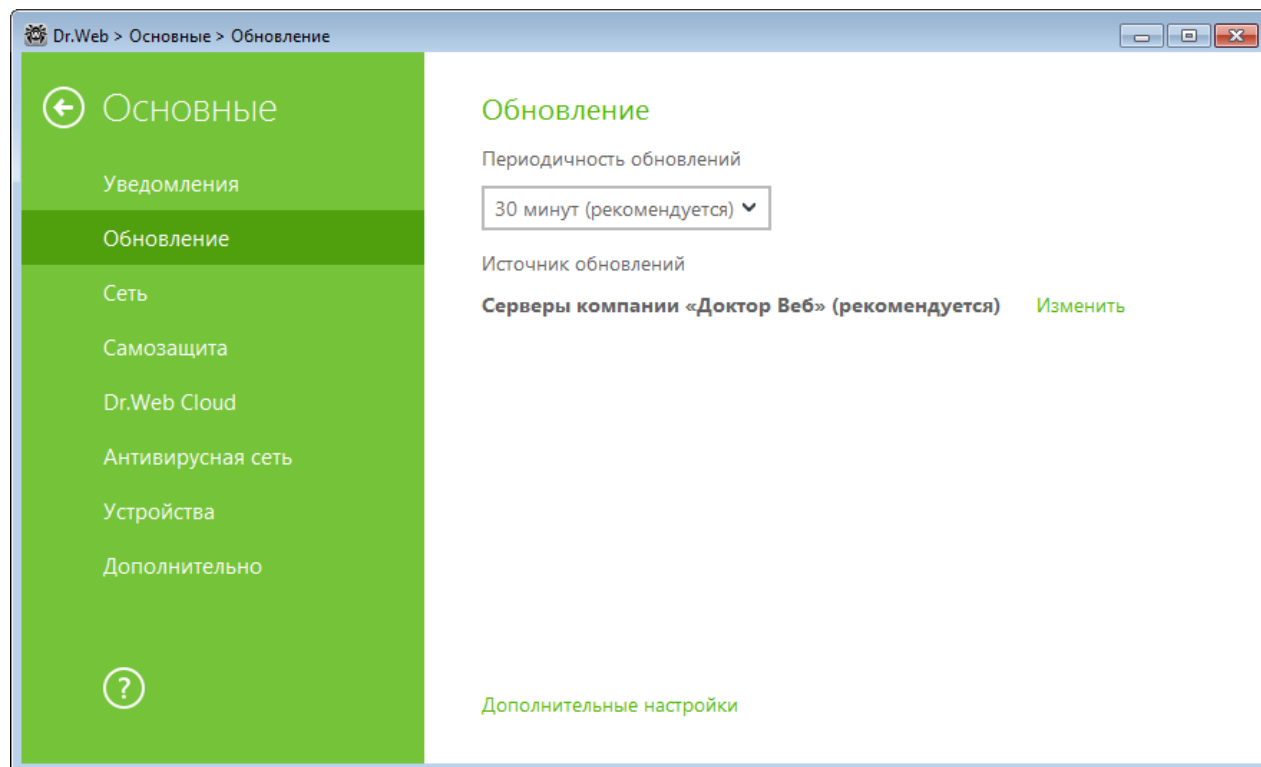 Dr.Web > Основные > Обновление
Основные
Уведомления
Обновление
Сеть
Самозащита
Dr.Web Cloud
Антивирусная сеть
Устройства
Дополнительно
?
Обновление
Периодичность обновлений
30 минут (рекомендуется)
Источник обновлений
Серверы компании «Доктор Веб» (рекомендуется) Изменить
Дополнительные настройки